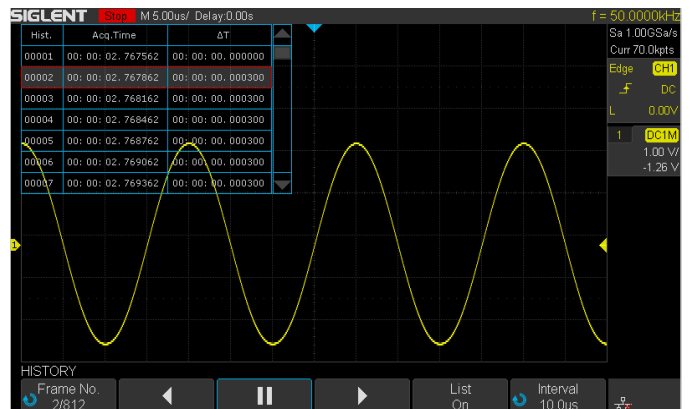 SIGLENT Stop M 5.00us/ Delay:0.00s f = 50.0000kHz
Sa 1.00GSa/s
Curr 70.0kpts
Edge CH1
DC
L 0.00V
1 DC1M
1.00 V/
-1.26 V
Hist. Acq.Time ΔT
00001 00: 00: 02. 767562 00: 00: 00. 000000
00002 00: 00: 02. 767862 00: 00: 00. 000300
00003 00: 00: 02. 768162 00: 00: 00. 000300
00004 00: 00: 02. 768462 00: 00: 00. 000300
00005 00: 00: 02. 768762 00: 00: 00. 000300
00006 00: 00: 02. 769062 00: 00: 00. 000300
00007 00: 00: 02. 769362 00: 00: 00. 000300
1
HISTORY
Frame No. List Interval
2/812 On 10.0us